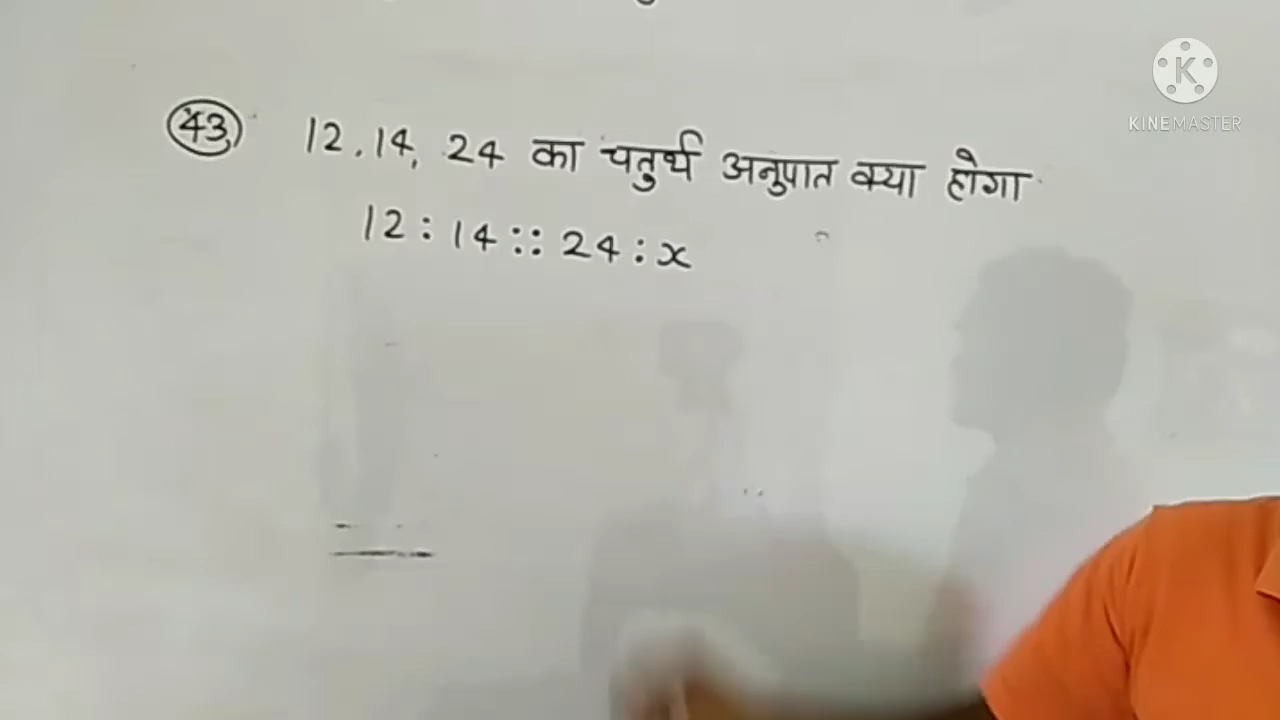 K
KINEMASTER
43 12, 14, 24 का चतुर्थ अनुपात क्या होगा
12 : 14 :: 24 : x